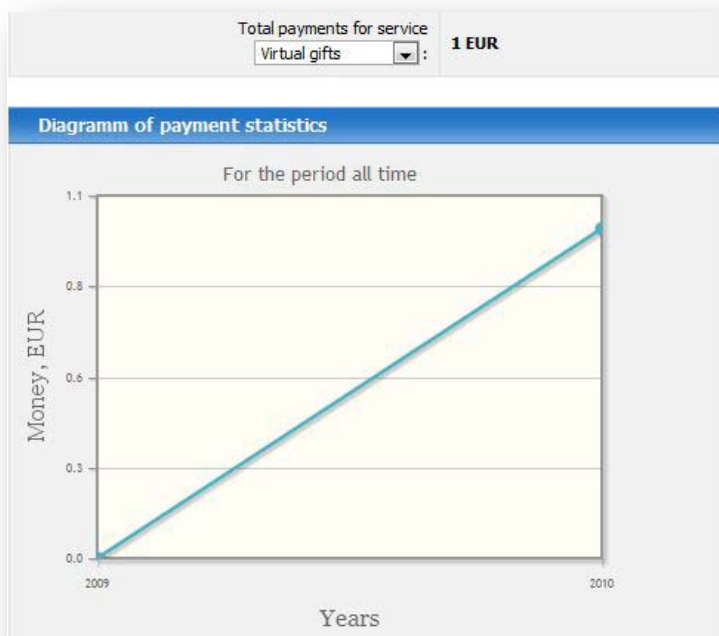 Total payments for service
Virtual gifts : 1 EUR
Diagramm of payment statistics
For the period all time
1.1
0.8
0.6
0.3
0.0
Money, EUR
2009 2010
Years